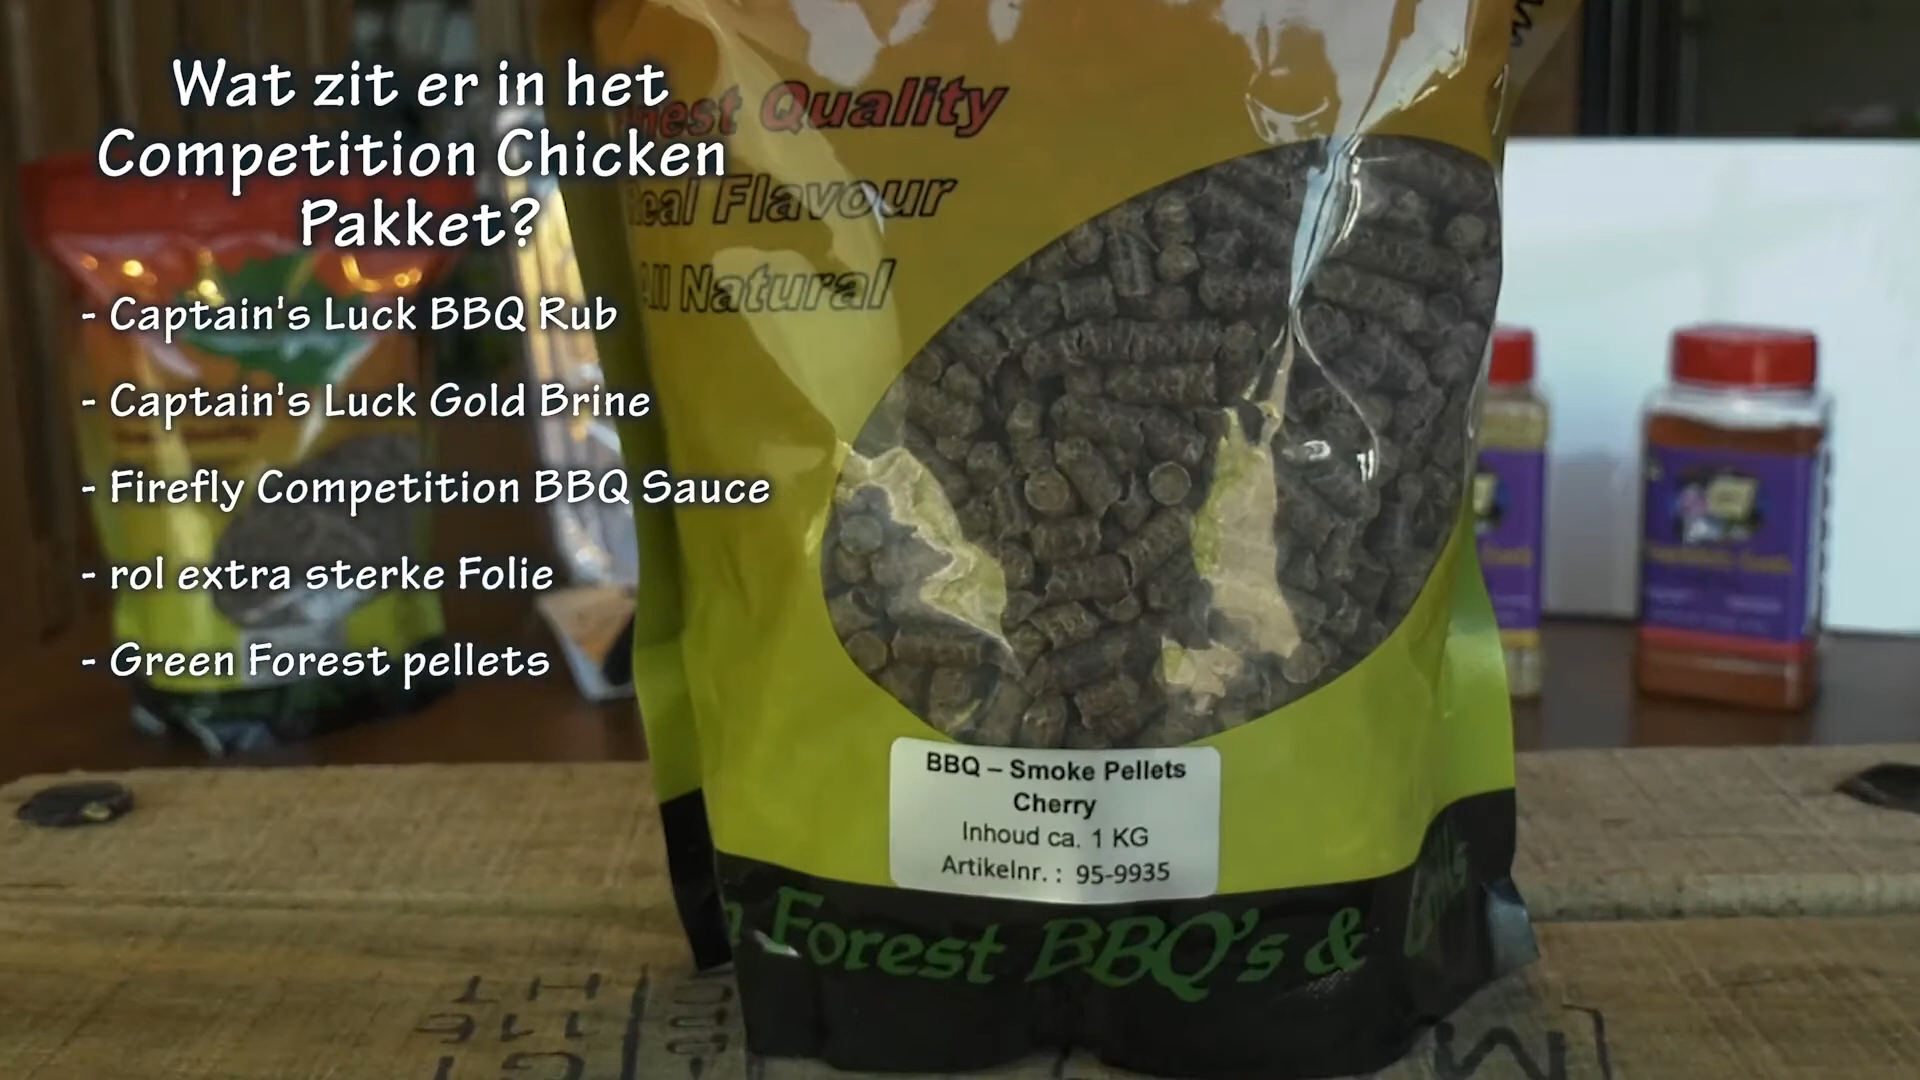 Wat zit er in het
Competition Chicken
Pakket?
- Captain's Luck BBQ Rub
- Captain's Luck Gold Brine
- Firefly Competition BBQ Sauce
- rol extra sterke Folie
- Green Forest pellets
Quality
Flavour
All Natural
BBQ – Smoke Pellets
Cherry
Inhoud ca. 1 KG
Artikelnr. : 95-9935
Forest BBQ's &